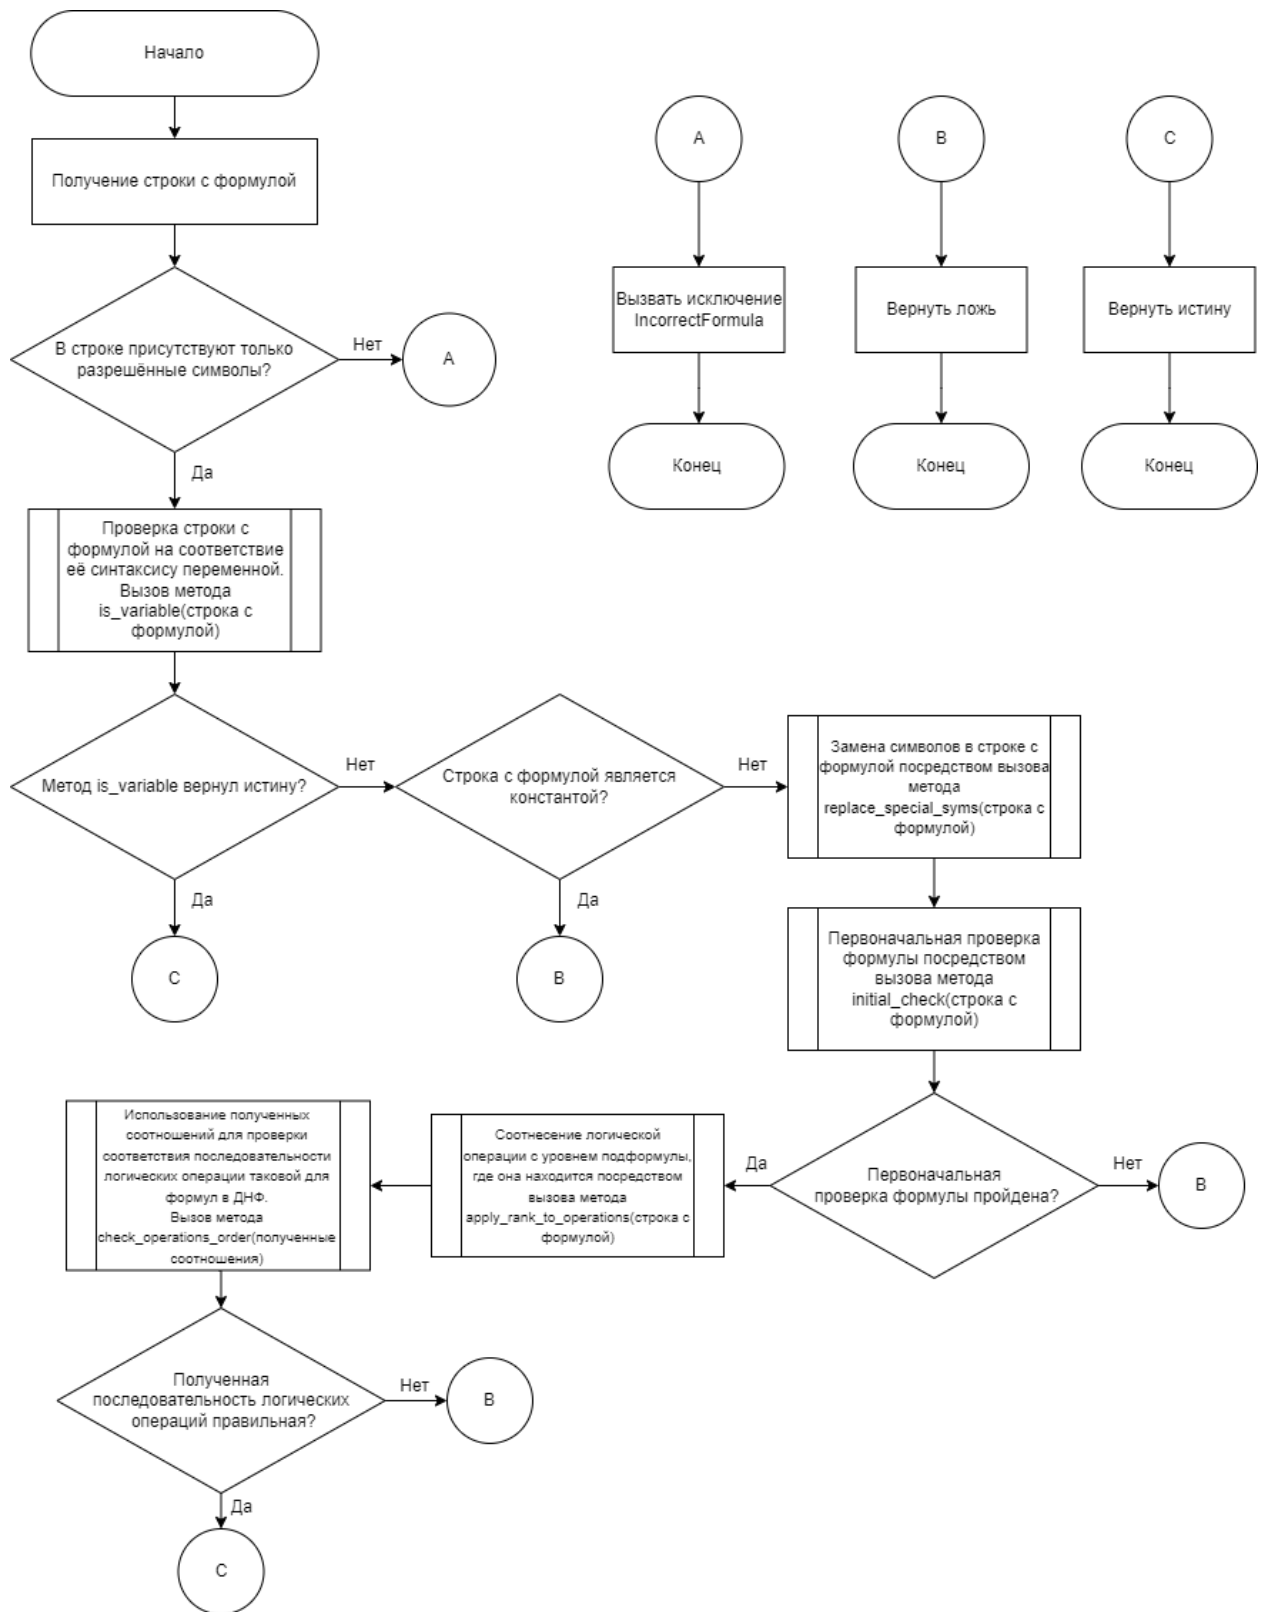 Начало
Получение строки с формулой
В строке присутствуют только
разрешённые символы?
Нет
A
Да
Проверка строки с
формулой на соответствие
её синтаксису переменной.
Вызов метода
is_variable(строка с
формулой)
Метод is_variable вернул истину?
Нет
Да
C
Строка с формулой является
константой?
Нет
Да
B
Замена символов в строке с
формулой посредством вызова
метода
replace_special_syms(строка с
формулой)
Первоначальная проверка
формулы посредством
вызова метода
initial_check(строка с
формулой)
Первоначальная
проверка формулы пройдена?
Нет
B
Да
Соотнесение логической
операции с уровнем подформулы,
где она находится посредством
вызова метода
apply_rank_to_operations(строка с
формулой)
Использование полученных
соотношений для проверки
соответствия последовательности
логических операции таковой для
формул в ДНФ.
Вызов метода
check_operations_order(полученные
соотношения)
Полученная
последовательность логических
операций правильная?
Нет
B
Да
C
A
Вызвать исключение
IncorrectFormula
Конец
B
Вернуть ложь
Конец
C
Вернуть истину
Конец